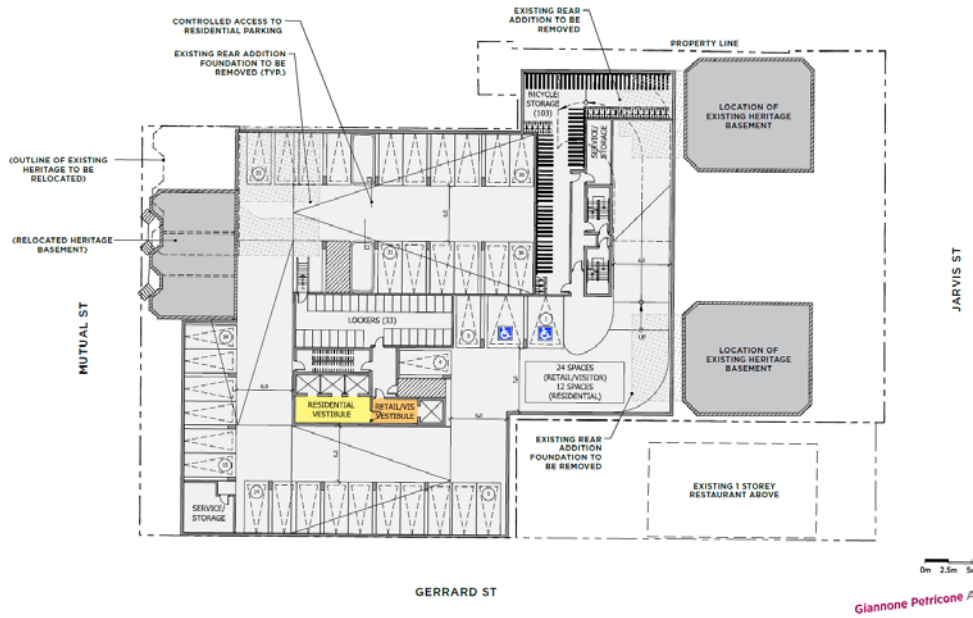 EXISTING REAR
ADDITION TO BE
REMOVED
CONTROLLED ACCESS TO
RESIDENTIAL PARKING
PROPERTY LINE
EXISTING REAR ADDITION
FOUNDATION TO BE
REMOVED (TYP.)
BICYCLE
STORAGE
(103)
LOCATION OF
EXISTING HERITAGE
BASEMENT
SERVICE/
STORAGE
(OUTLINE OF EXISTING
HERITAGE TO BE
RELOCATED)
(RELOCATED HERITAGE
BASEMENT)
MUTUAL ST
JARVIS ST
LOCKERS (33)
UP
LOCATION OF
EXISTING HERITAGE
BASEMENT
24 SPACES
(RETAIL/VISITOR)
12 SPACES
(RESIDENTIAL)
RESIDENTIAL
VESTIBULE
RETAIL/VIS
VESTIBULE
EXISTING REAR
ADDITION
FOUNDATION TO
BE REMOVED
EXISTING 1 STOREY
RESTAURANT ABOVE
SERVICE/
STORAGE
0m 2.5m
GERRARD ST
Giannone Petricone